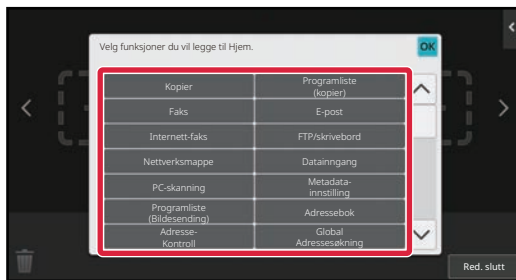 Velg funksjoner du vil legge til Hjem.
OK
Kopier
Programliste
(kopier)
Faks
E-post
Internett-faks
FTP/skrivebord
Nettverksmappe
Datainngang
PC-skanning
Metadata-
innstilling
Programliste
(Bildesending)
Adressebok
Adresse-
Kontroll
Global
Adressesøkning
Red. slutt